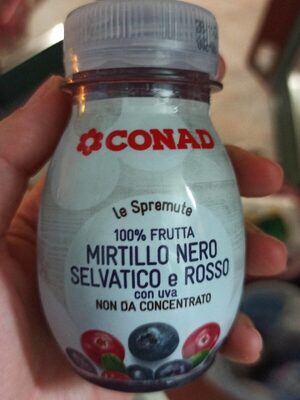 CONAD
le Spremute
100% FRUTTA
MIRTILLO NERO
SELVATICO e ROSSO
con uva
NON DA CONCENTRATO